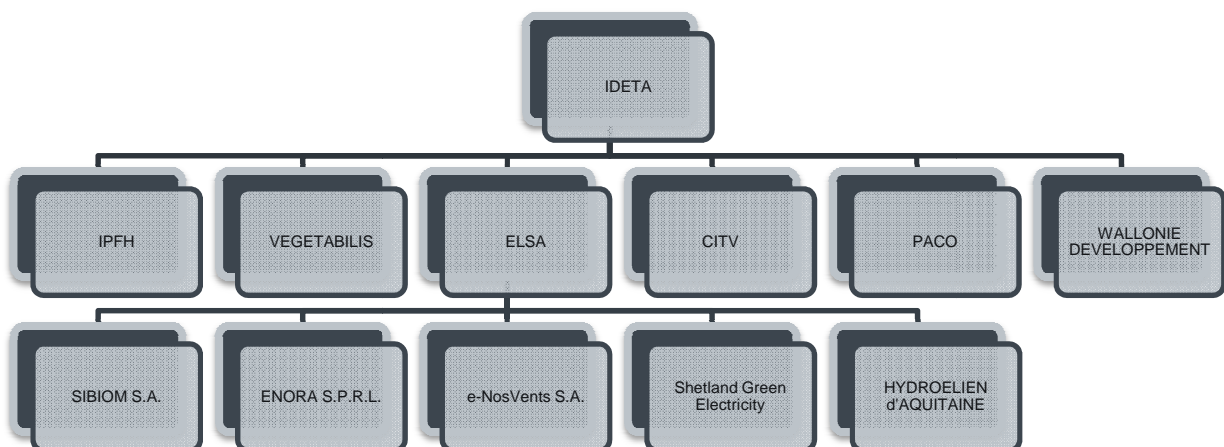 IDETA
IPFH
VEGETABILIS
ELSA
CITV
PACO
WALLONIE
DEVELOPPEMENT
SIBIOM S.A.
ENORA S.P.R.L.
e-NosVents S.A.
Shetland Green
Electricity
HYDROELIEN
d'AQUITAINE